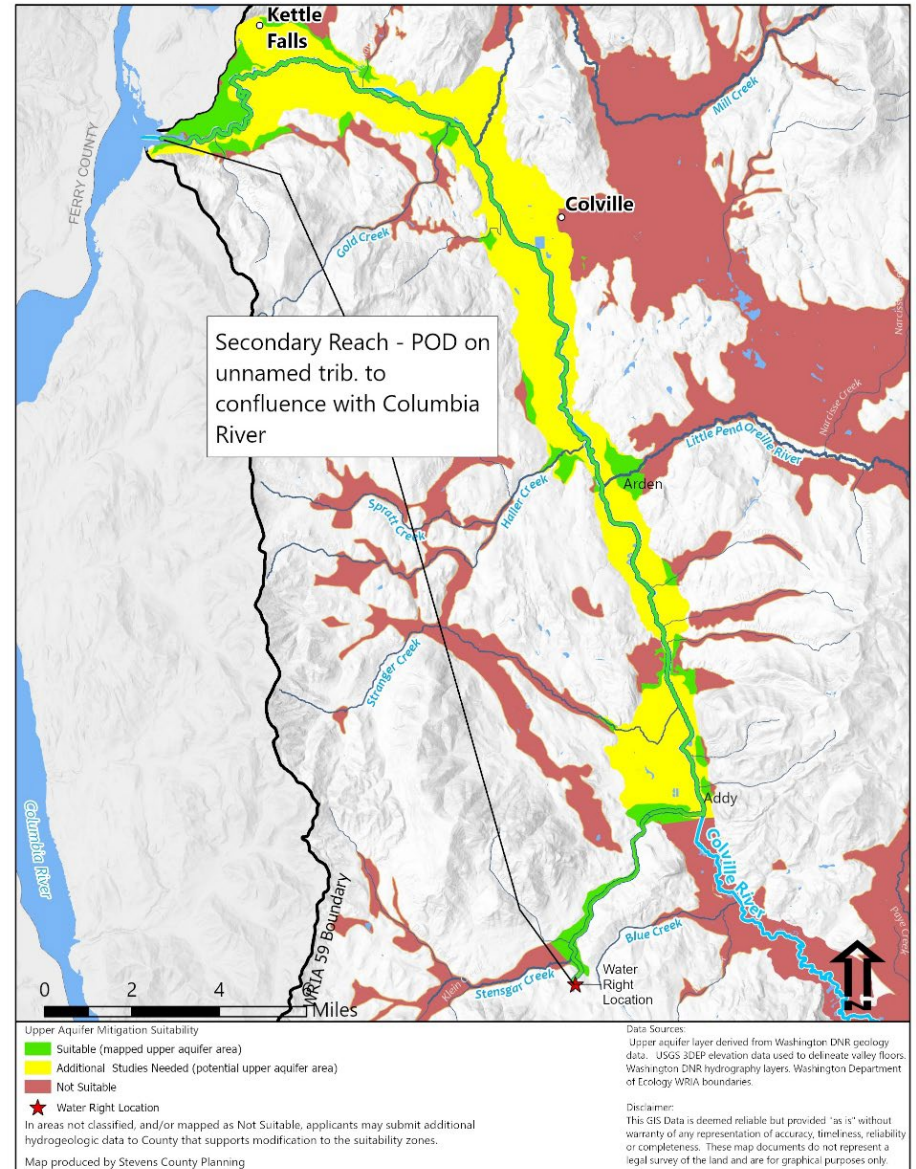 Kettle
Falls
Mill Creek
FERRY COUNTY
Colville
Gold Creek
Narcisse
Secondary Reach - POD on
unnamed trib. to
confluence with Columbia
River
Narcisse Creek
Little Pend Oreille River
Arden
Haller Creek
Spratt Creek
Stranger Creek
Addy
Columbia River
Colville River
WRIA 59 Boundary
Blue Creek
Paye Creek
Klein
Stensgar Creek
Water
Right
Location
N
0 2 4 6
Miles
Upper Aquifer Mitigation Suitability
Suitable (mapped upper aquifer area)
Additional Studies Needed (potential upper aquifer area)
Not Suitable
Water Right Location
In areas not classified, and/or mapped as Not Suitable, applicants may submit additional
hydrogeologic data to County that supports modification to the suitability zones.
Map produced by Stevens County Planning
Data Sources:
Upper aquifer layer derived from Washington DNR geology
data. USGS 3DEP elevation data used to delineate valley floors.
Washington DNR hydrography layers. Washington Department
of Ecology WRIA boundaries.
Disclaimer:
This GIS Data is deemed reliable but provided "as is" without
warranty of any representation of accuracy, timeliness, reliability
or completeness. These map documents do not represent a
legal survey of the land and are for graphical purposes only.